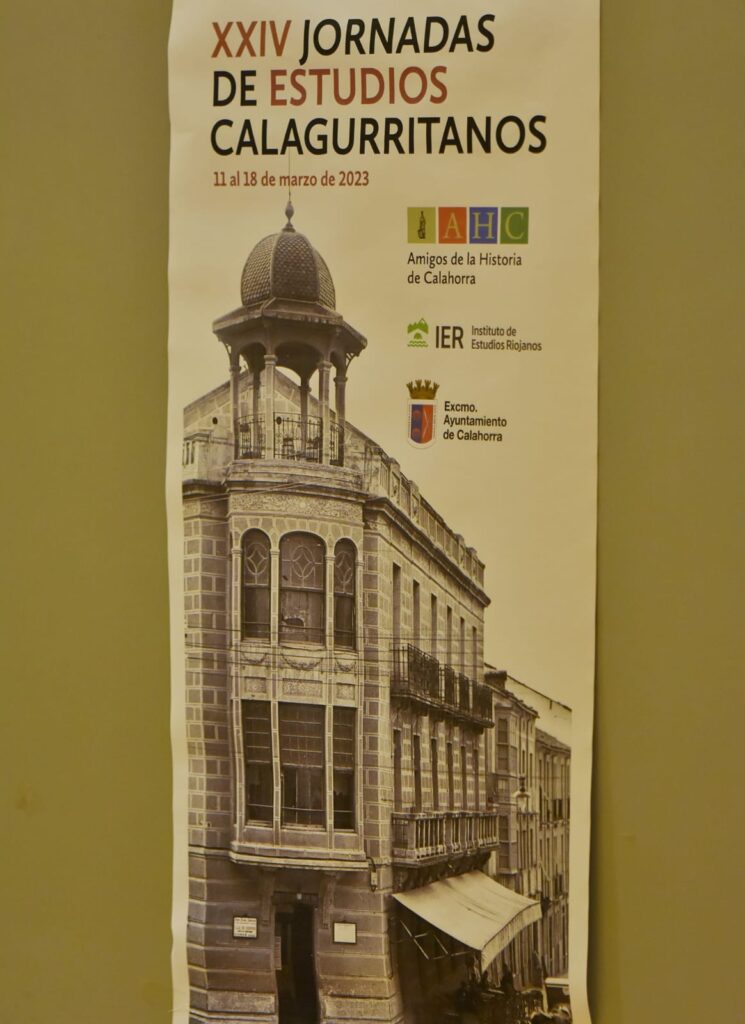 XXIV JORNADAS
DE ESTUDIOS
CALAGURRITANOS
11 al 18 de marzo de 2023
AHC
Amigos de la Historia
de Calahorra
IER
Instituto de
Estudios Riojanos
Excmo.
Ayuntamiento
de Calahorra